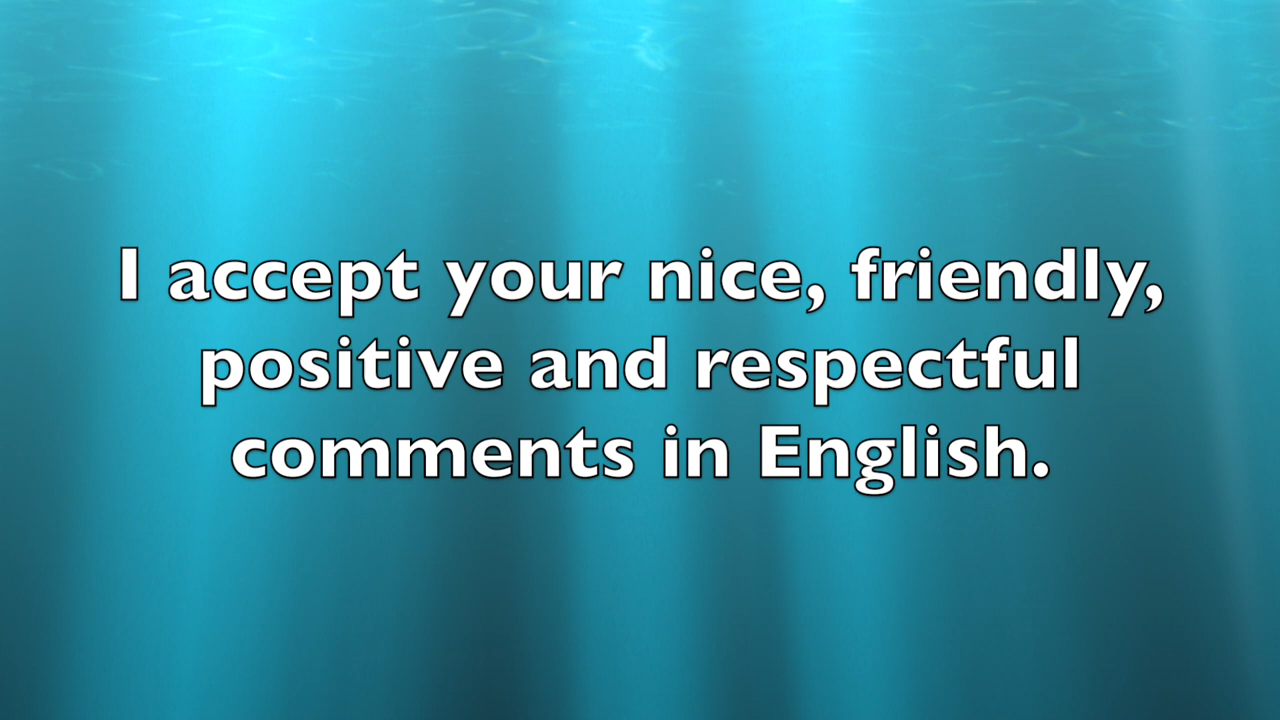 I accept your nice, friendly,
positive and respectful
comments in English.